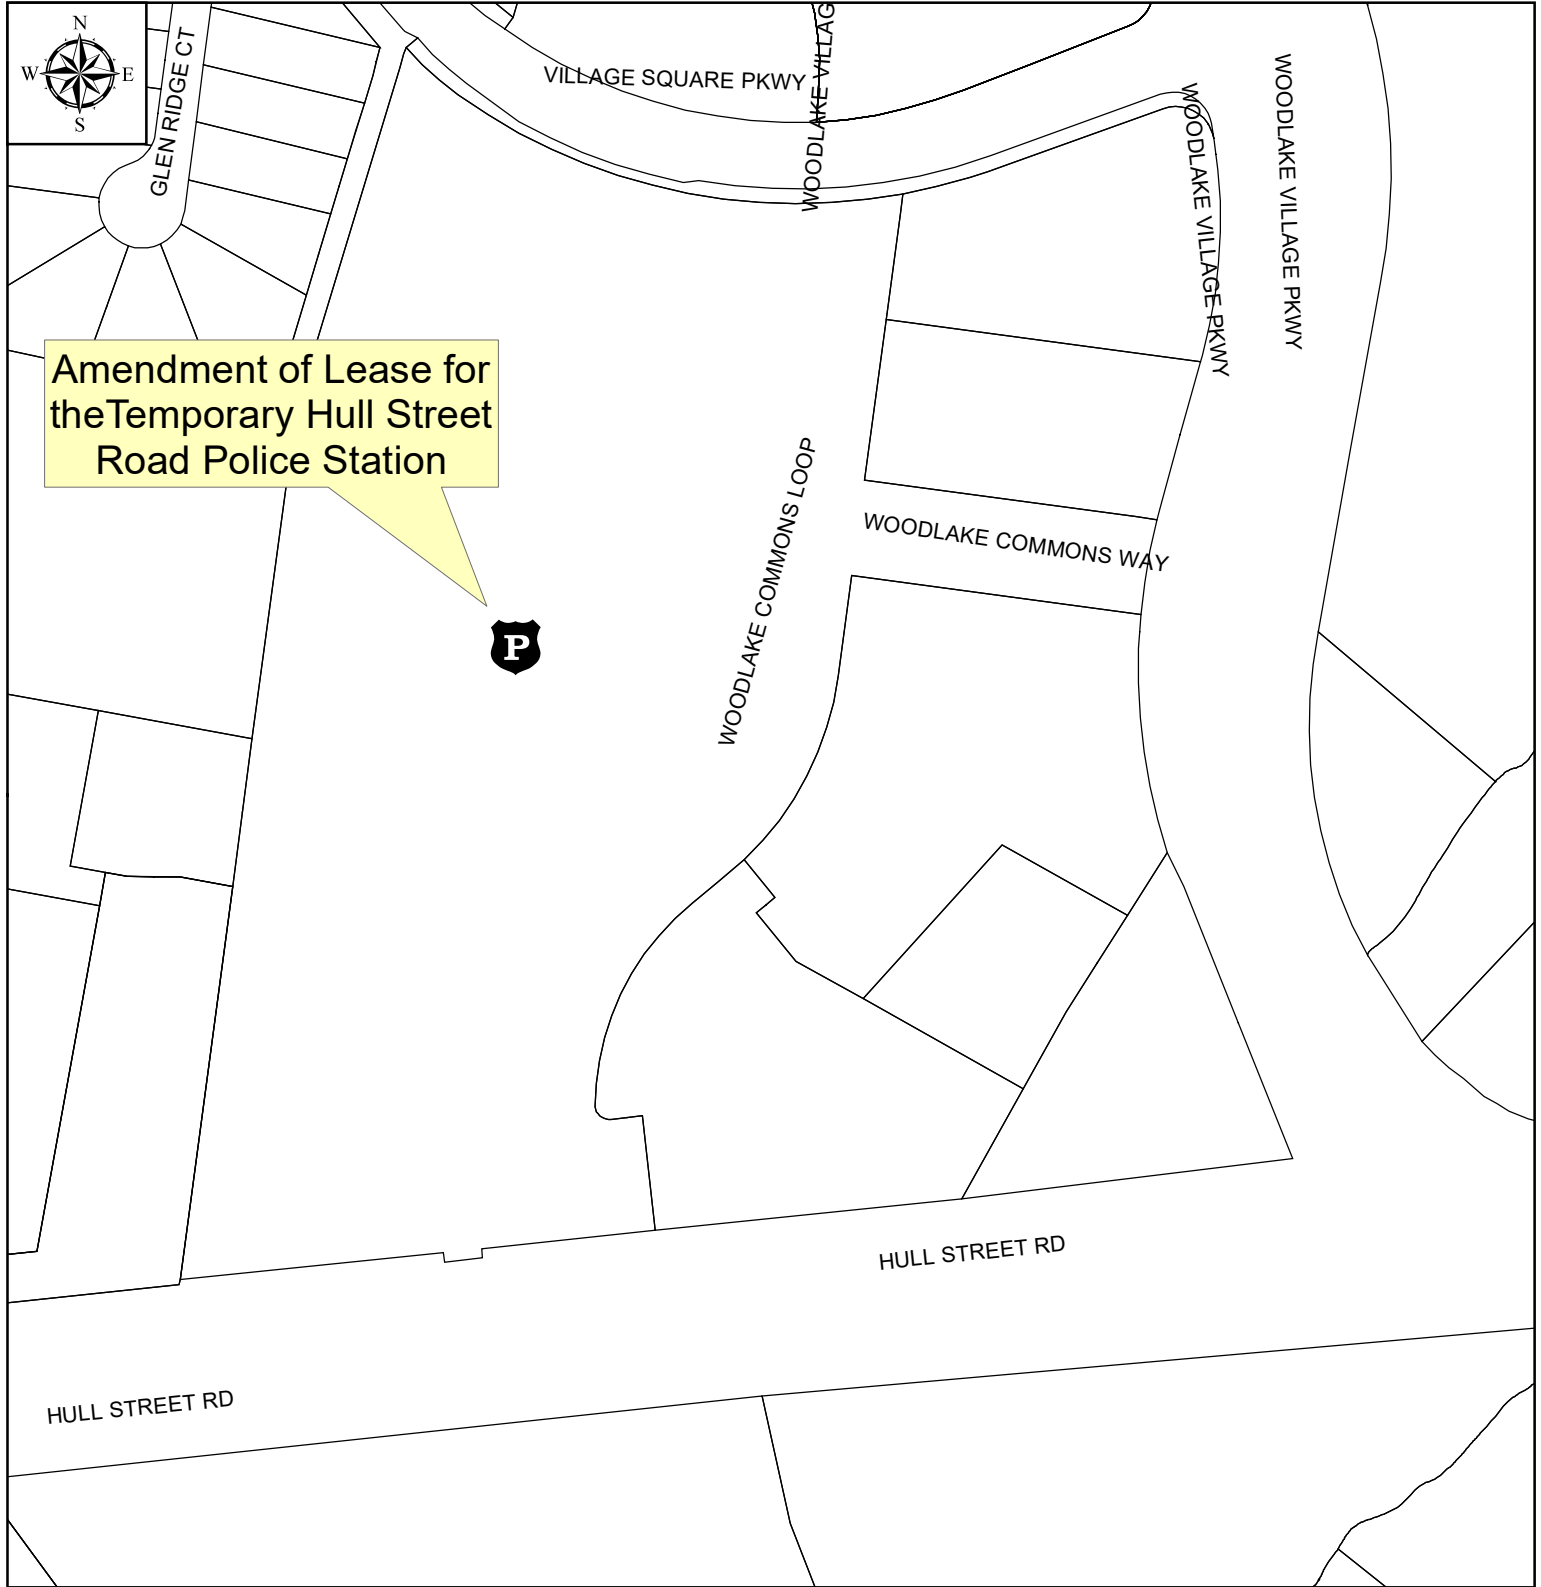 N
W E
S
GLEN RIDGE CT
VILLAGE SQUARE PKWY
WOODLAKE VILLAG
WOODLAKE VILLAGE PKWY
WOODLAKE VILLAGE PKWY
Amendment of Lease for
theTemporary Hull Street
Road Police Station
P
WOODLAKE COMMONS LOOP
WOODLAKE COMMONS WAY
HULL STREET RD
HULL STREET RD